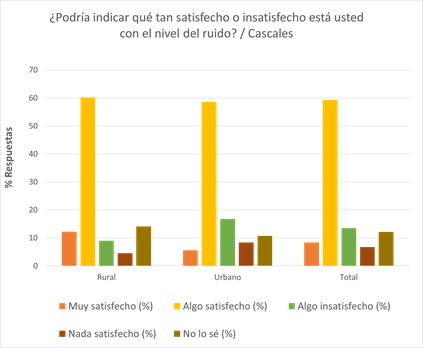 ¿Podría indicar qué tan satisfecho o insatisfecho está usted
con el nivel del ruido? / Cascales
70
60
50
40
30
20
10
0
% Respuestas
Rural Urbano Total
Muy satisfecho (%) Algo satisfecho (%) Algo insatisfecho (%)
Nada satisfecho (%) No lo sé (%)